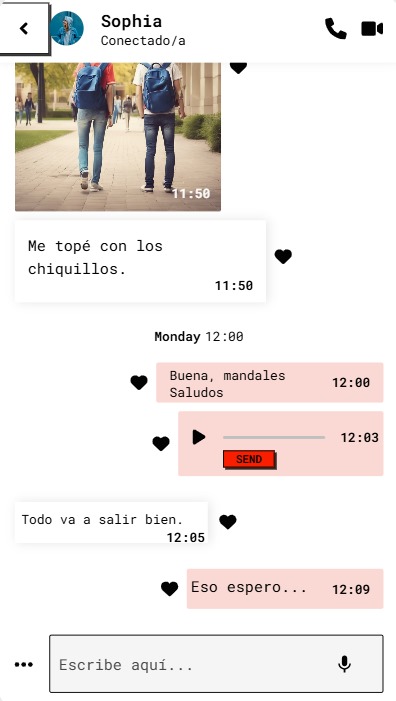 Sophia
Conectado/a
11:50
Me topé con los
chiquillos.
11:50
Monday 12:00
Buena, mandales
Saludos
12:00
12:03
SEND
Todo va a salir bien.
12:05
Eso espero...
12:09
Escribe aquí...